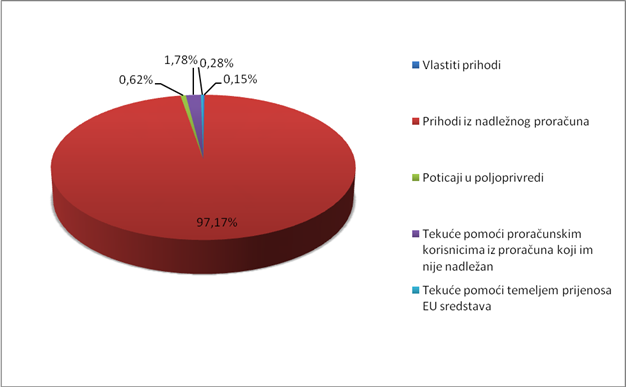 1,78%
0,28%
0,62%
0,15%
97,17%
Vlastiti prihodi
Prihodi iz nadležnog proračuna
Poticaji u poljoprivredi
Tekuće pomoći proračunskim
korisnicima iz proračuna koji im
nije nadležan
Tekuće pomoći temeljem prijenosa
EU sredstava